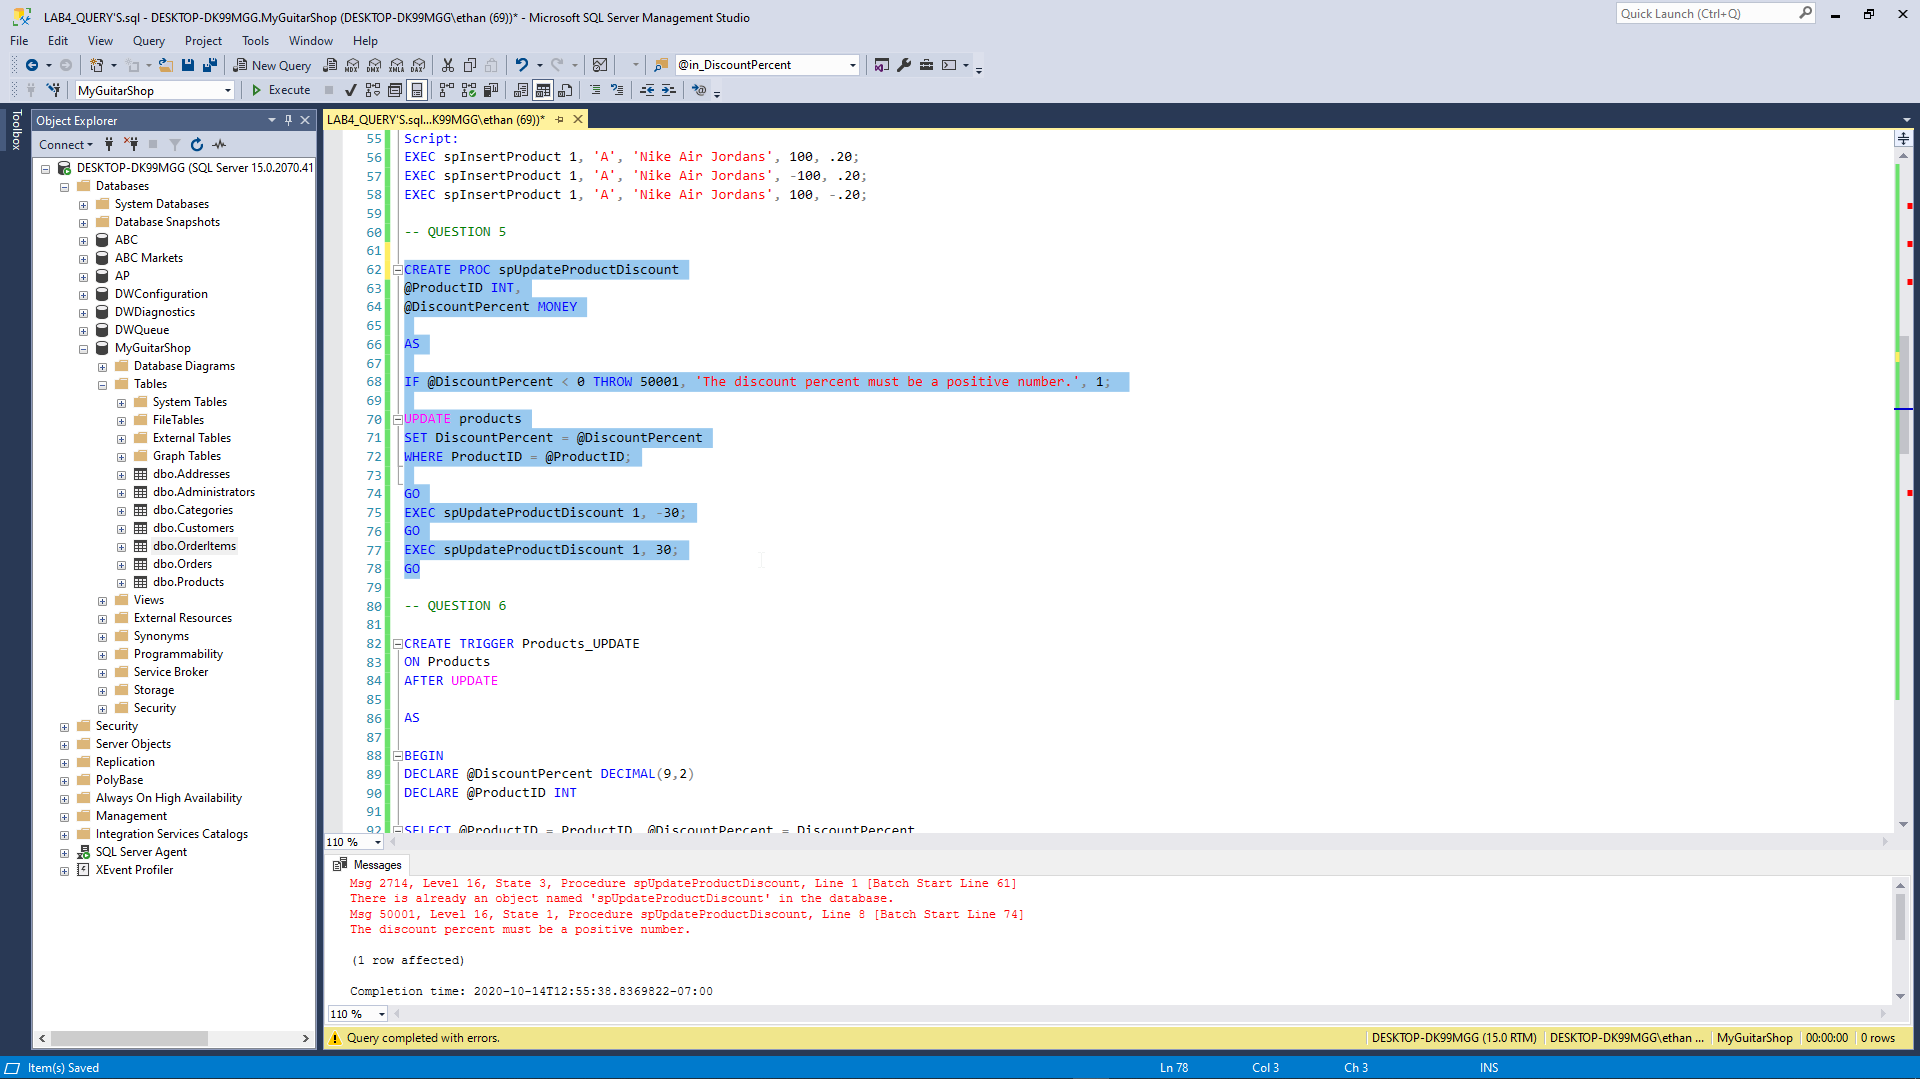 LAB4_QUERY'S.sql - DESKTOP-DK99MGG.MyGuitarShop (DESKTOP-DK99MGG\ethan (69))* - Microsoft SQL Server Management Studio
Quick Launch (Ctrl+Q)
File Edit View Query Project Tools Window Help
New Query
MDX DMX XMLA DAX
@in_DiscountPercent
MyGuitarShop
Execute
Toolbox
Object Explorer
Connect
DESKTOP-DK99MGG (SQL Server 15.0.2070.41
Databases
System Databases
Database Snapshots
ABC
ABC Markets
AP
DWConfiguration
DWDiagnostics
DWQueue
MyGuitarShop
Database Diagrams
Tables
System Tables
FileTables
External Tables
Graph Tables
dbo.Addresses
dbo.Administrators
dbo.Categories
dbo.Customers
dbo.OrderItems
dbo.Orders
dbo.Products
Views
External Resources
Synonyms
Programmability
Service Broker
Storage
Security
Security
Server Objects
Replication
PolyBase
Always On High Availability
Management
Integration Services Catalogs
SQL Server Agent
XEvent Profiler
LAB4_QUERY'S.sql...K99MGG\ethan (69))*
55 Script:
56 EXEC spInsertProduct 1, 'A', 'Nike Air Jordans', 100, .20;
57 EXEC spInsertProduct 1, 'A', 'Nike Air Jordans', -100, .20;
58 EXEC spInsertProduct 1, 'A', 'Nike Air Jordans', 100, -.20;
59
60 -- QUESTION 5
61
62 CREATE PROC spUpdateProductDiscount
63 @ProductID INT,
64 @DiscountPercent MONEY
65
66 AS
67
68 IF @DiscountPercent < 0 THROW 50001, 'The discount percent must be a positive number.', 1;
69
70 UPDATE products
71 SET DiscountPercent = @DiscountPercent
72 WHERE ProductID = @ProductID;
73
74 GO
75 EXEC spUpdateProductDiscount 1, -30;
76 GO
77 EXEC spUpdateProductDiscount 1, 30;
78 GO
79
80 -- QUESTION 6
81
82 CREATE TRIGGER Products_UPDATE
83 ON Products
84 AFTER UPDATE
85
86 AS
87
88 BEGIN
89 DECLARE @DiscountPercent DECIMAL(9,2)
90 DECLARE @ProductID INT
91
92 SELECT @ProductID = ProductID, @DiscountPercent = DiscountPercent
110 %
Messages
Msg 2714, Level 16, State 3, Procedure spUpdateProductDiscount, Line 1 [Batch Start Line 61]
There is already an object named 'spUpdateProductDiscount' in the database.
Msg 50001, Level 16, State 1, Procedure spUpdateProductDiscount, Line 8 [Batch Start Line 74]
The discount percent must be a positive number.
(1 row affected)
Completion time: 2020-10-14T12:55:38.8369822-07:00
110 %
Query completed with errors.
DESKTOP-DK99MGG (15.0 RTM) DESKTOP-DK99MGG\ethan ... MyGuitarShop 00:00:00 0 rows
Item(s) Saved
Ln 78 Col 3 Ch 3 INS